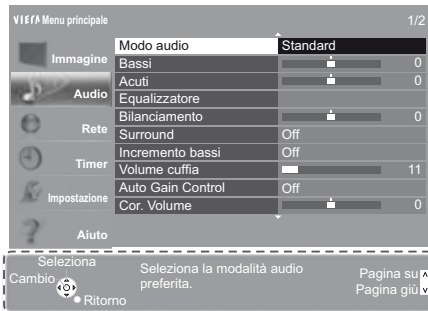 VIERA Menu principale 1/2
Immagine
Audio
Rete
Timer
Impostazione
Aiuto
Modo audio Standard
Bassi 0
Acuti 0
Equalizzatore
Bilanciamento 0
Surround Off
Incremento bassi Off
Volume cuffia 11
Auto Gain Control Off
Cor. Volume 0
Seleziona
Cambio
Ritorno
Seleziona la modalità audio
preferita.
Pagina su
Pagina giù